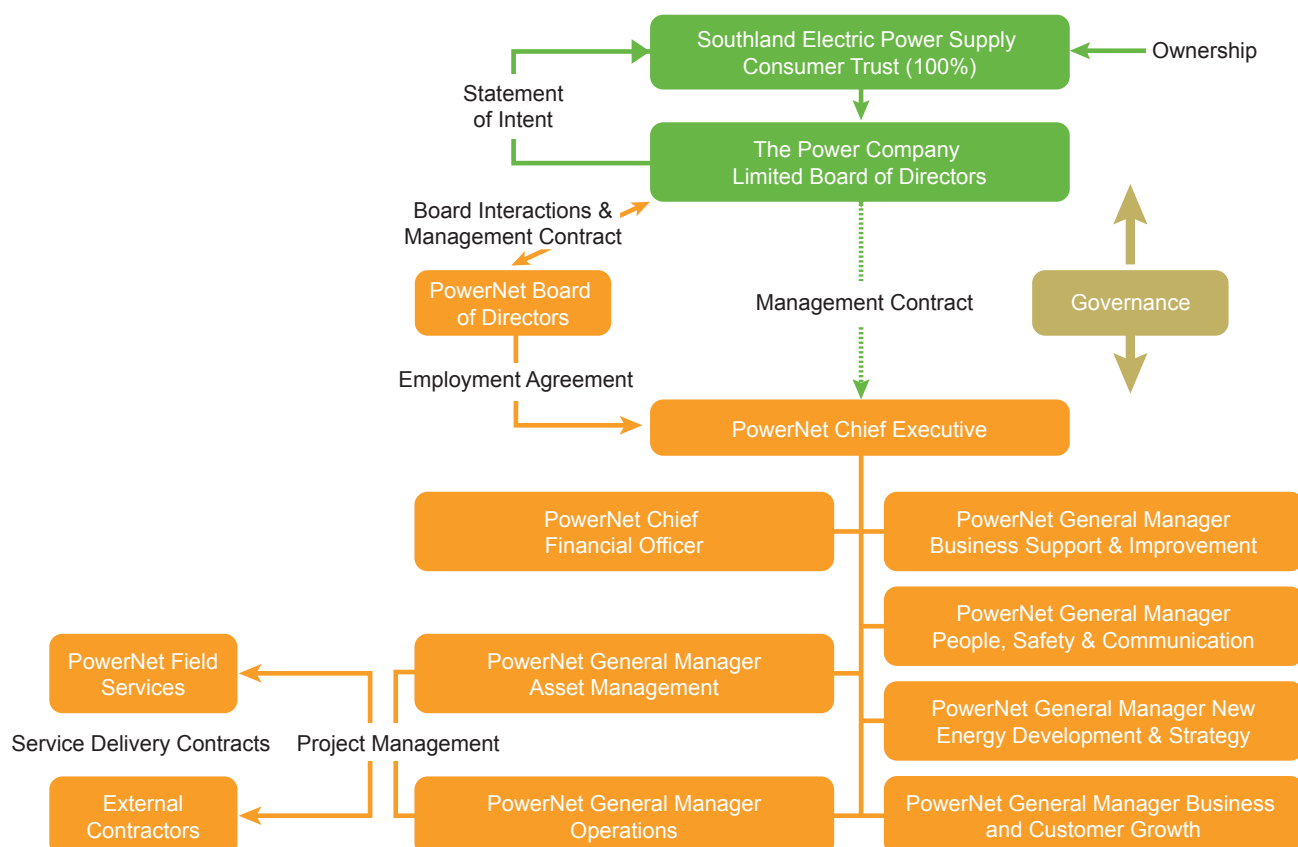 Southland Electric Power Supply
Consumer Trust (100%)
Ownership
Statement
of Intent
The Power Company
Limited Board of Directors
Board Interactions &
Management Contract
PowerNet Board
of Directors
Management Contract
Governance
Employment Agreement
PowerNet Chief Executive
PowerNet Chief
Financial Officer
PowerNet General Manager
Business Support & Improvement
PowerNet General Manager
People, Safety & Communication
PowerNet Field
Services
PowerNet General Manager
Asset Management
PowerNet General Manager New
Energy Development & Strategy
Service Delivery Contracts
Project Management
External
Contractors
PowerNet General Manager
Operations
PowerNet General Manager Business
and Customer Growth